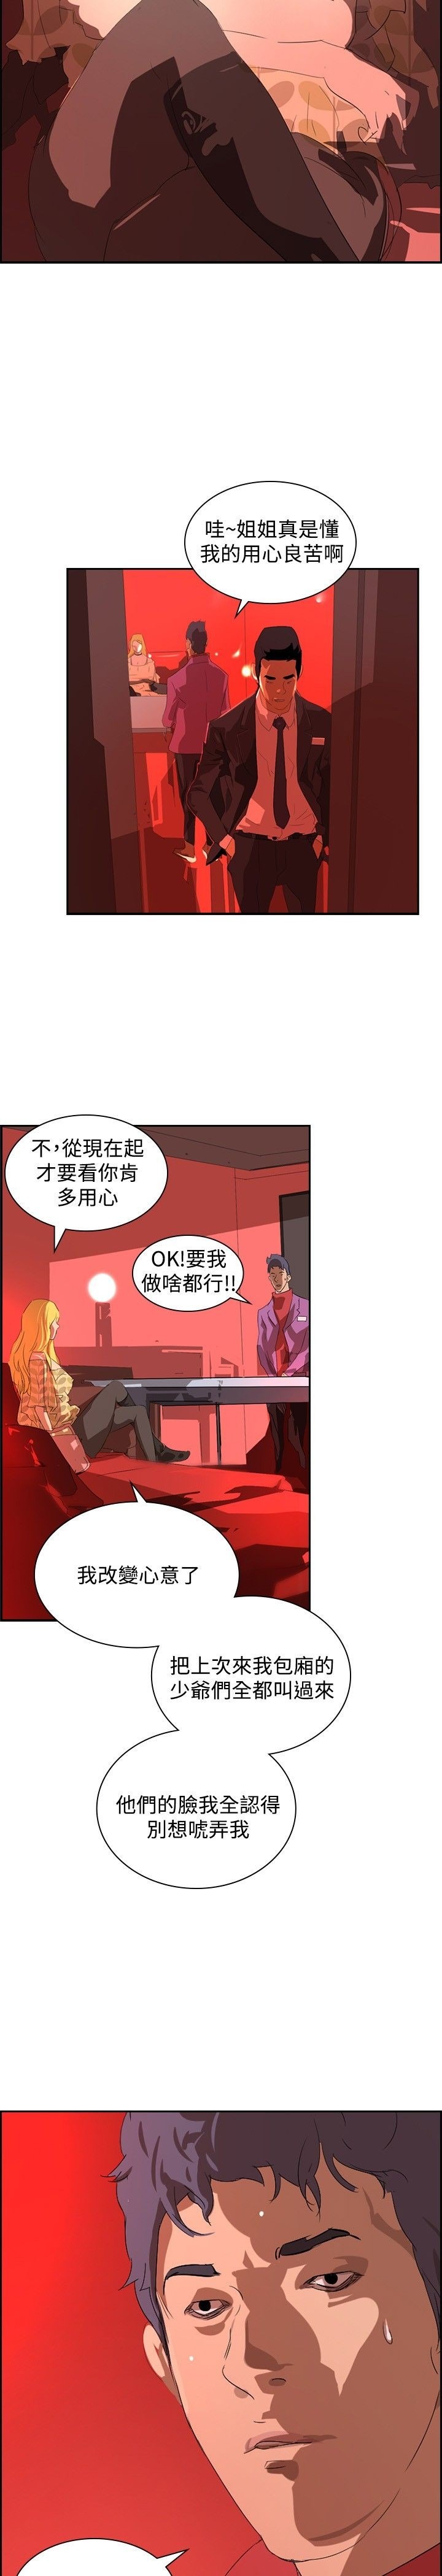 哇~姐姐真是懂
我的用心良苦啊
不，從現在起
才要看你肯
多用心
OK!要我
做啥都行!!
我改變心意了
把上次來我包廂的
少爺們全都叫過來
他們的臉我全認得
別想唬弄我